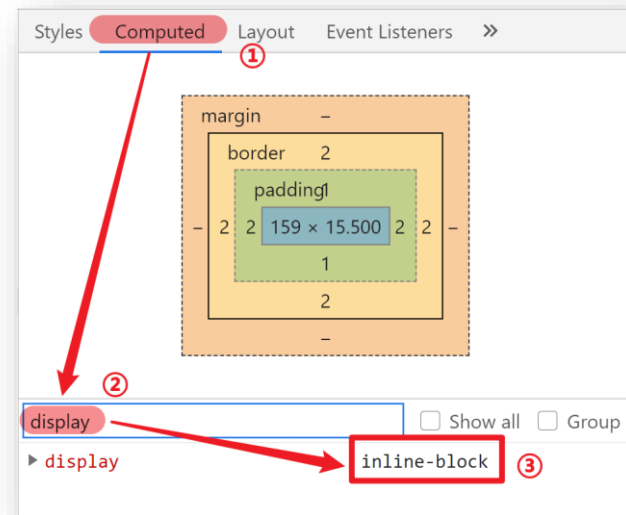 Styles Computed Layout Event Listeners »
①
margin –
border 2
padding 1
– 2 2 159 × 15.500 2 2 –
1
2
–
②
display Show all Group
display inline-block ③